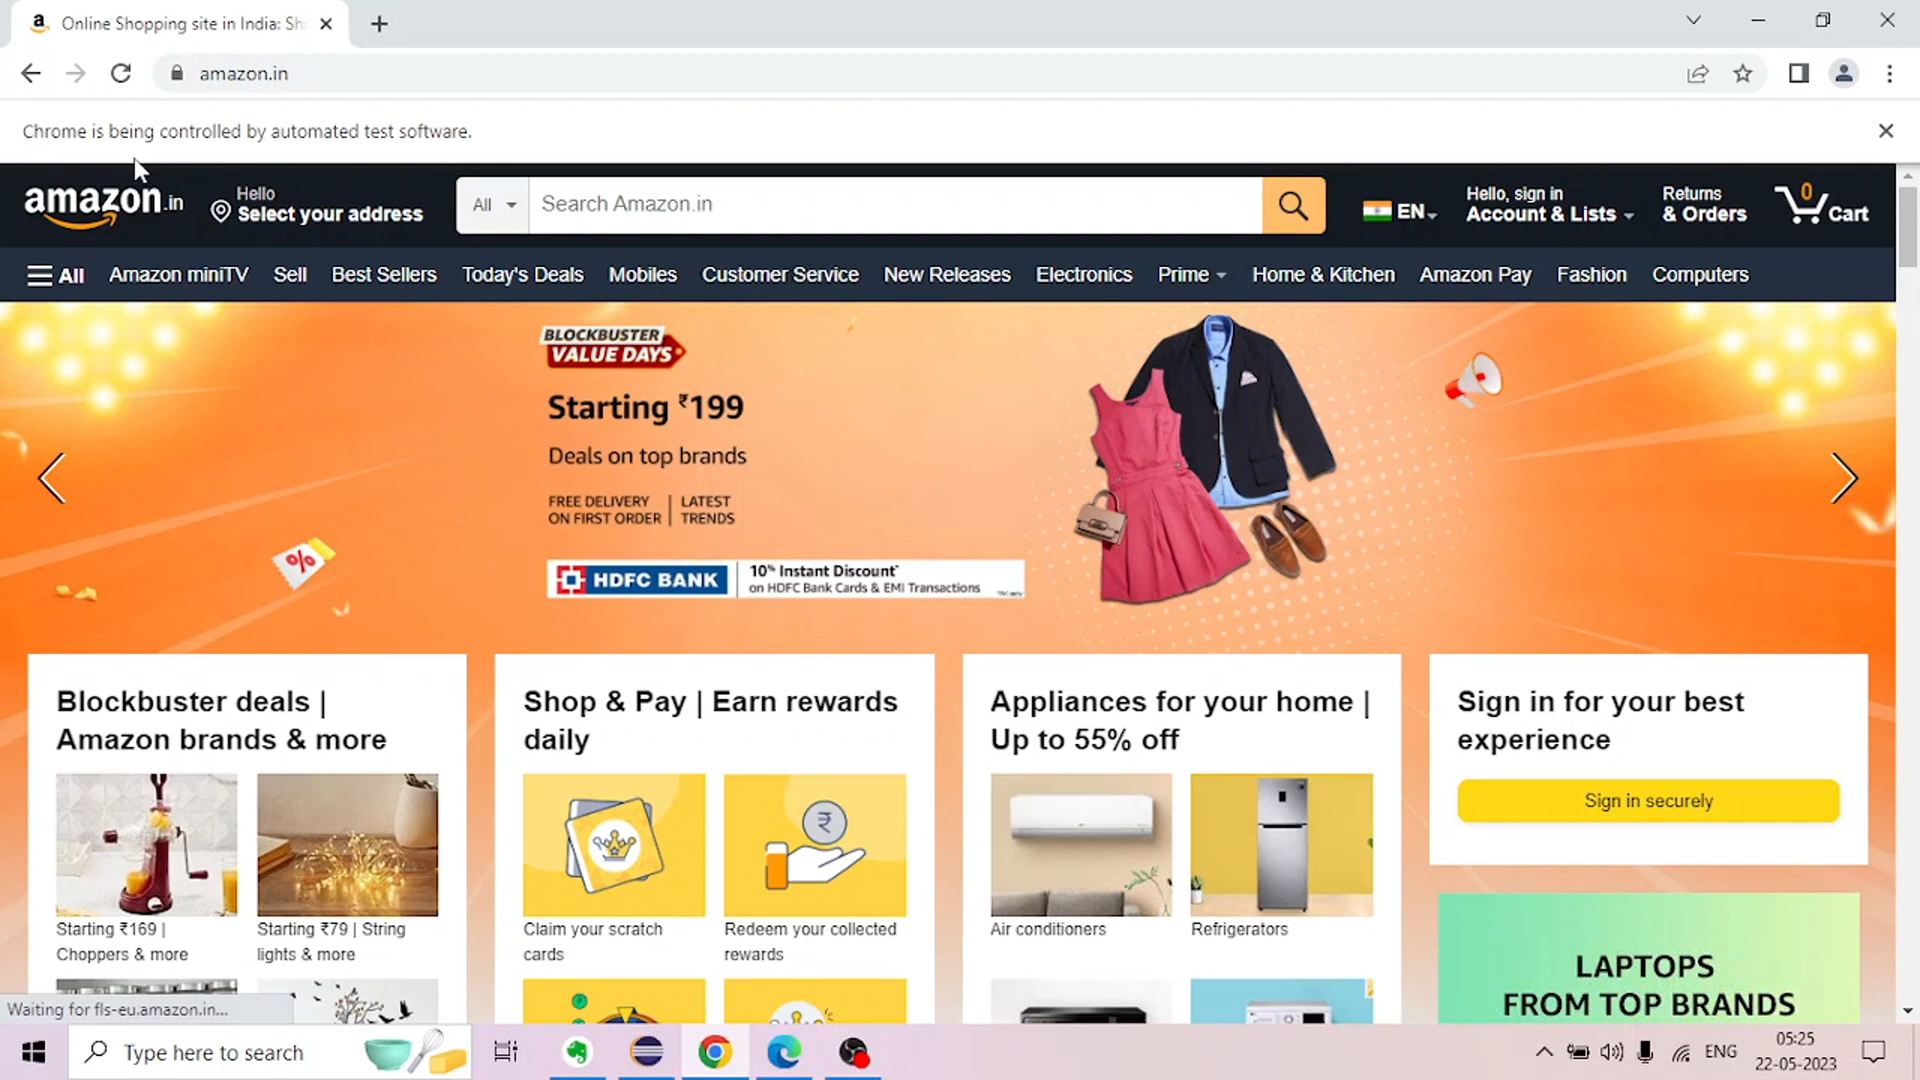 Online Shopping site in India: Sh
amazon.in
Chrome is being controlled by automated test software.
amazon.in
Hello
Select your address
All
Search Amazon.in
EN
Hello, sign in
Account & Lists
Returns
& Orders
0
Cart
All
Amazon miniTV
Sell
Best Sellers
Today's Deals
Mobiles
Customer Service
New Releases
Electronics
Prime
Home & Kitchen
Amazon Pay
Fashion
Computers
BLOCKBUSTER
VALUE DAYS
Starting ₹199
Deals on top brands
FREE DELIVERY
ON FIRST ORDER
LATEST
TRENDS
HDFC BANK
10% Instant Discount*
on HDFC Bank Cards & EMI Transactions
%
Blockbuster deals |
Amazon brands & more
Starting ₹169 |
Choppers & more
Starting ₹79 | String
lights & more
Shop & Pay | Earn rewards
daily
Claim your scratch
cards
₹
Redeem your collected
rewards
Appliances for your home |
Up to 55% off
Air conditioners
Refrigerators
Sign in for your best
experience
Sign in securely
LAPTOPS
FROM TOP BRANDS
Waiting for fls-eu.amazon.in...
Type here to search
ENG
05:25
22-05-2023